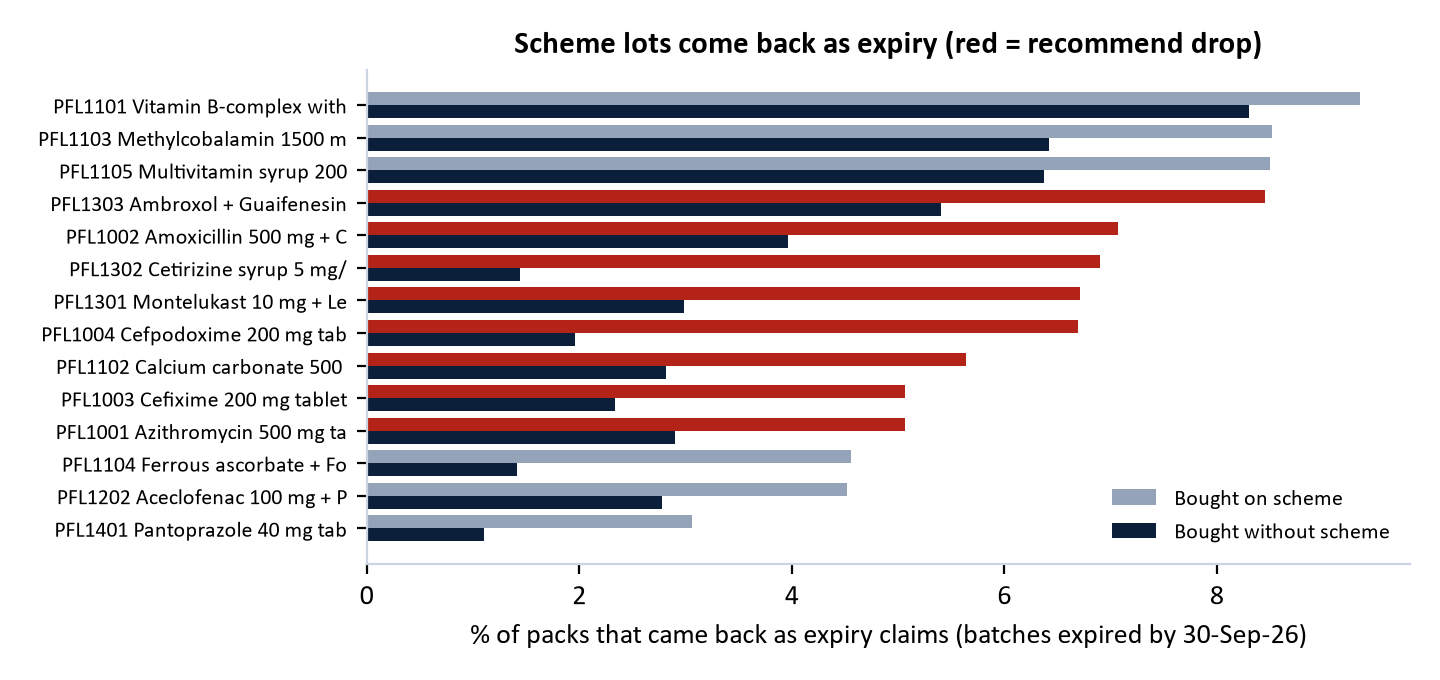 Scheme lots come back as expiry (red = recommend drop)
PFL1101 Vitamin B-complex with
PFL1103 Methylcobalamin 1500 m
PFL1105 Multivitamin syrup 200
PFL1303 Ambroxol + Guaifenesin
PFL1002 Amoxicillin 500 mg + C
PFL1302 Cetirizine syrup 5 mg/
PFL1301 Montelukast 10 mg + Le
PFL1004 Cefpodoxime 200 mg tab
PFL1102 Calcium carbonate 500
PFL1003 Cefixime 200 mg tablet
PFL1001 Azithromycin 500 mg ta
PFL1104 Ferrous ascorbate + Fo
PFL1202 Aceclofenac 100 mg + P
PFL1401 Pantoprazole 40 mg tab
Bought on scheme
Bought without scheme
0 2 4 6 8
% of packs that came back as expiry claims (batches expired by 30-Sep-26)